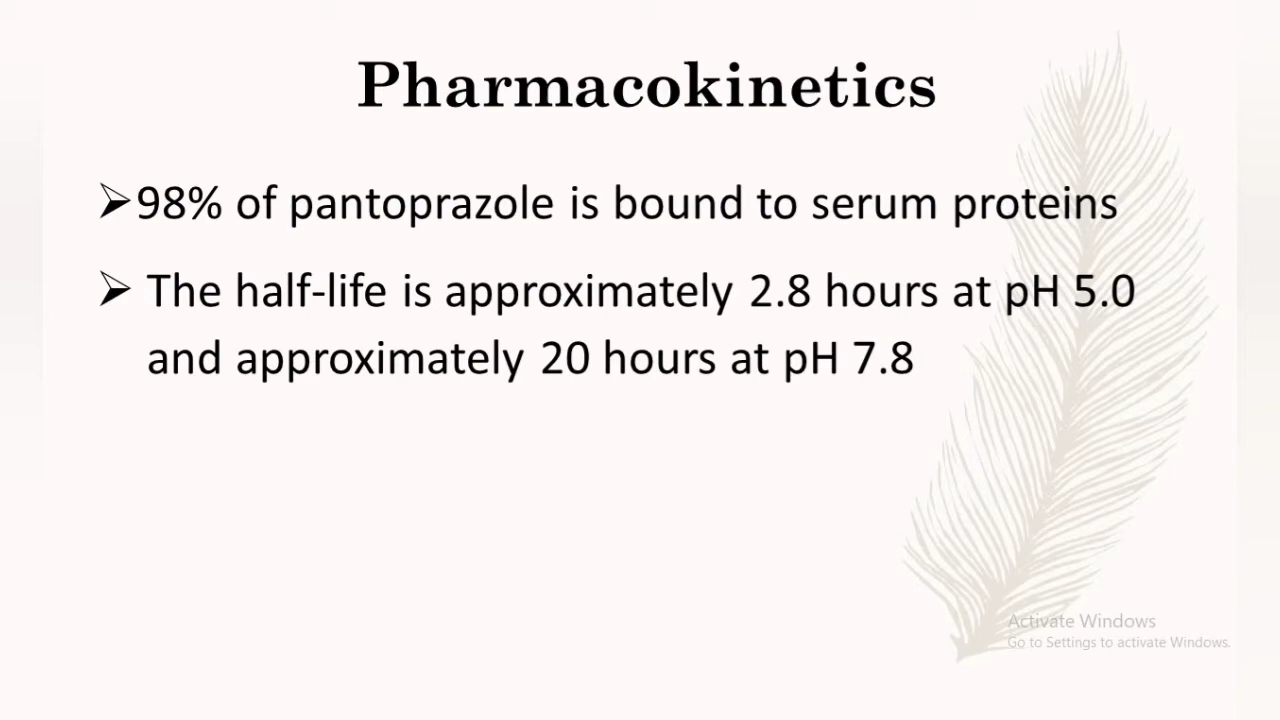 Pharmacokinetics
➢98% of pantoprazole is bound to serum proteins
➢ The half-life is approximately 2.8 hours at pH 5.0
and approximately 20 hours at pH 7.8
Activate Windows
Go to Settings to activate Windows.